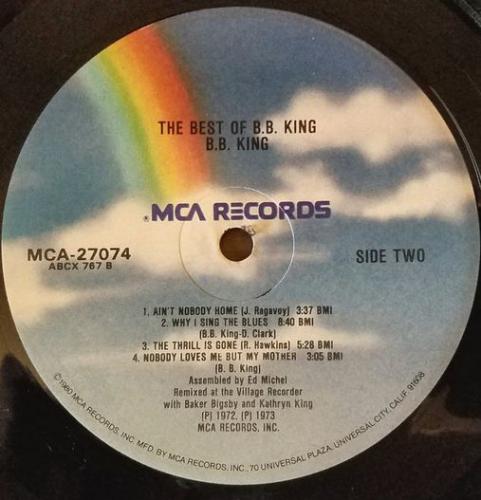 THE BEST OF B.B. KING
B.B. KING
® MCA RECORDS
MCA-27074
ABCX 767 B
SIDE TWO
1. AIN'T NOBODY HOME (J. Ragavoy) 3:37 BMI
2. WHY I SING THE BLUES 8:40 BMI
(B.B. King-D. Clark)
3. THE THRILL IS GONE (R. Hawkins) 5:28 BMI
4. NOBODY LOVES ME BUT MY MOTHER 3:05 BMI
(B.B. King)
Assembled by Ed Michel
Remixed at the Village Recorder
with Baker Bigsby and Kathryn King
(P) 1972, (P) 1973
MCA RECORDS, INC.
©1980 MCA RECORDS, INC. MFD. BY MCA RECORDS, INC., 70 UNIVERSAL PLAZA, UNIVERSAL CITY, CALIF. 91608